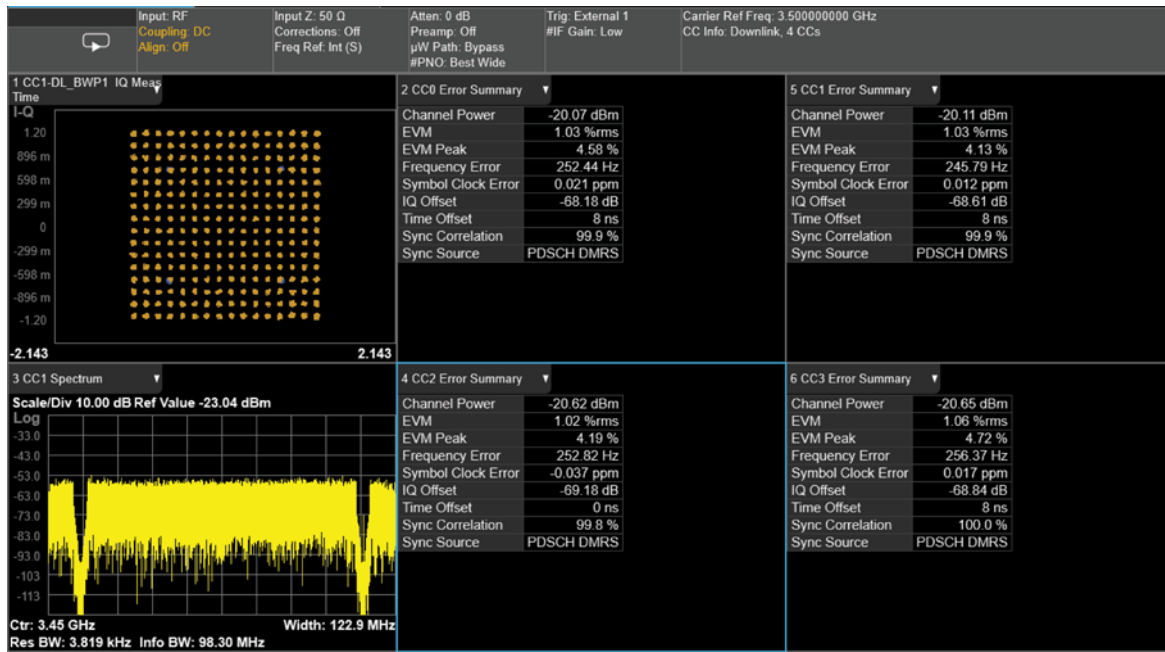 Input: RF
Coupling: DC
Align: Off
Input Z: 50 Ω
Corrections: Off
Freq Ref: Int (S)
Atten: 0 dB
Preamp: Off
µW Path: Bypass
#PNO: Best Wide
Trig: External 1
#IF Gain: Low
Carrier Ref Freq: 3.500000000 GHz
CC Info: Downlink, 4 CCs
1 CC1-DL_BWP1 IQ Meas
Time
I-Q
1.20
896 m
598 m
299 m
0
-299 m
-598 m
-896 m
-1.20
-2.143 2.143
2 CC0 Error Summary
Channel Power -20.07 dBm
EVM 1.03 %rms
EVM Peak 4.58 %
Frequency Error 252.44 Hz
Symbol Clock Error 0.021 ppm
IQ Offset -68.18 dB
Time Offset 8 ns
Sync Correlation 99.9 %
Sync Source PDSCH DMRS
5 CC1 Error Summary
Channel Power -20.11 dBm
EVM 1.03 %rms
EVM Peak 4.13 %
Frequency Error 245.79 Hz
Symbol Clock Error 0.012 ppm
IQ Offset -68.61 dB
Time Offset 8 ns
Sync Correlation 99.9 %
Sync Source PDSCH DMRS
3 CC1 Spectrum
Scale/Div 10.00 dB Ref Value -23.04 dBm
Log
-33.0
-43.0
-53.0
-63.0
-73.0
-83.0
-93.0
-103
-113
Ctr: 3.45 GHz Width: 122.9 MHz
Res BW: 3.819 kHz Info BW: 98.30 MHz
4 CC2 Error Summary
Channel Power -20.62 dBm
EVM 1.02 %rms
EVM Peak 4.19 %
Frequency Error 252.82 Hz
Symbol Clock Error -0.037 ppm
IQ Offset -69.18 dB
Time Offset 0 ns
Sync Correlation 99.8 %
Sync Source PDSCH DMRS
6 CC3 Error Summary
Channel Power -20.65 dBm
EVM 1.06 %rms
EVM Peak 4.72 %
Frequency Error 256.37 Hz
Symbol Clock Error 0.017 ppm
IQ Offset -68.84 dB
Time Offset 8 ns
Sync Correlation 100.0 %
Sync Source PDSCH DMRS